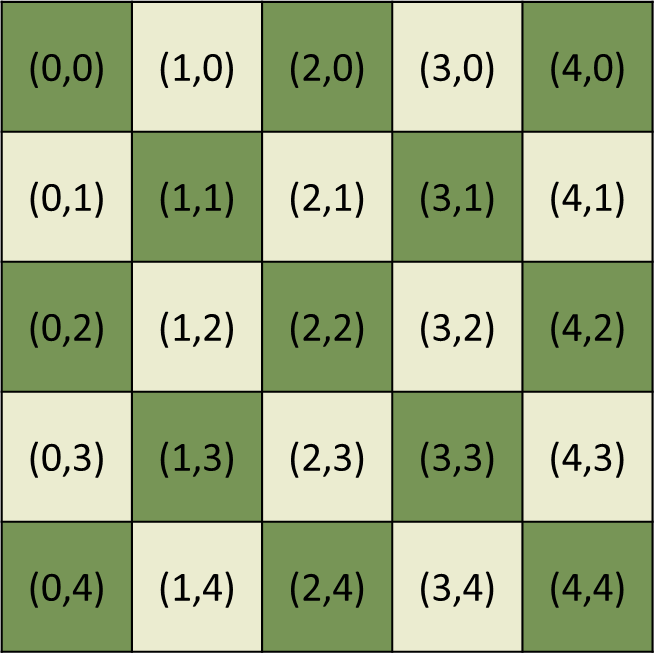 (0,0) (1,0) (2,0) (3,0) (4,0)
(0,1) (1,1) (2,1) (3,1) (4,1)
(0,2) (1,2) (2,2) (3,2) (4,2)
(0,3) (1,3) (2,3) (3,3) (4,3)
(0,4) (1,4) (2,4) (3,4) (4,4)